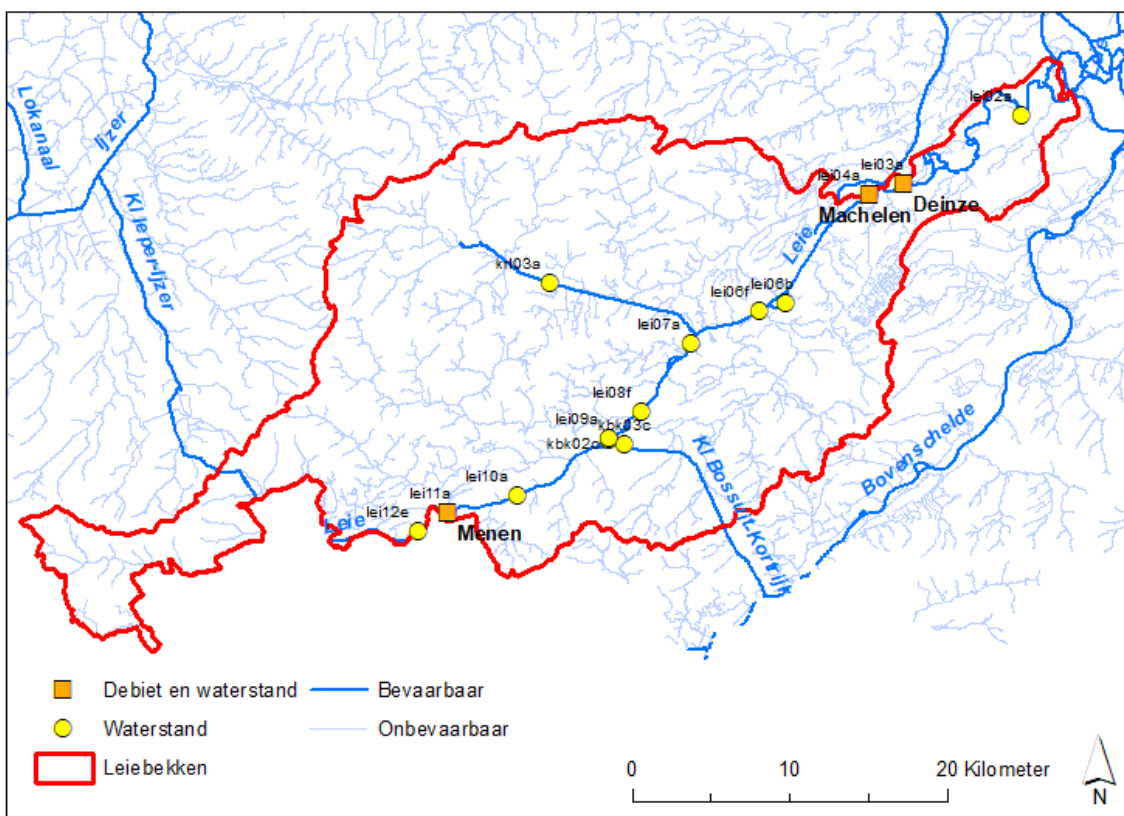 Lokanaal
Ijzer
Kl Ieper-Ijzer
lei02a
lei03a
lei04a
Deinze
Machelen
Leie
krl03a
lei06b
lei06f
lei07a
lei08f
lei09a
kbk03c
kbk02c
Kl Bossuit-Kortrijk
Bovenschelde
lei10a
lei11a
lei12e
Leie
Menen
Debiet en waterstand
Bevaarbaar
Waterstand
Onbevaarbaar
Leiebekken
0 10 20 Kilometer
N